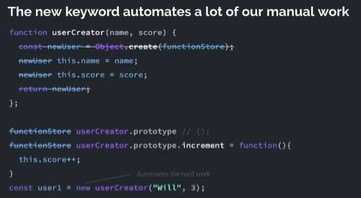 The new keyword automates a lot of our manual work
function userCreator(name, score) {
const newUser = Object.create(functionStore);
newUser this.name = name;
newUser this.score = score;
return newUser;
};
functionStore userCreator.prototype // {};
functionStore userCreator.prototype.increment = function(){
this.score++;
}
Automates the hard work
const user1 = new userCreator("Will", 3);